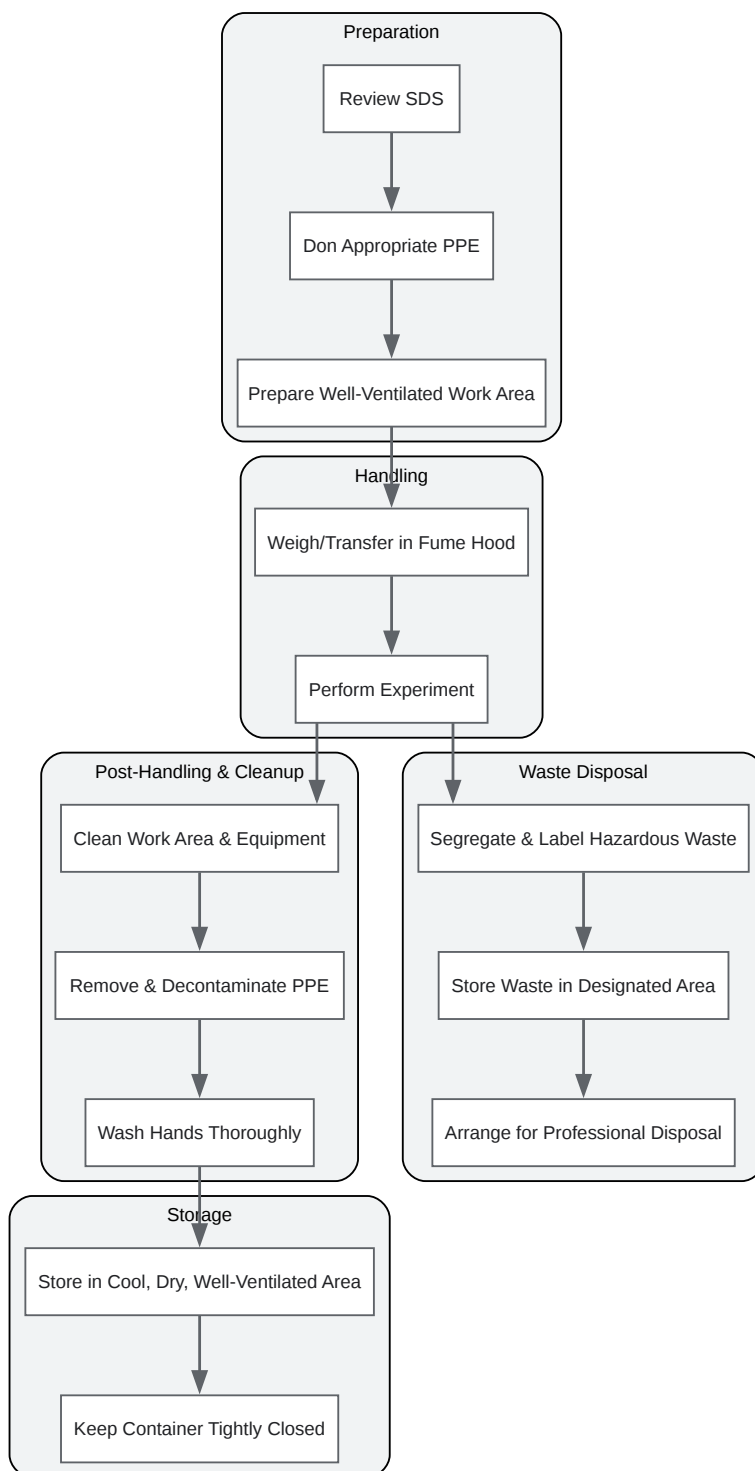 Preparation
Review SDS
Don Appropriate PPE
Prepare Well-Ventilated Work Area
Handling
Weigh/Transfer in Fume Hood
Perform Experiment
Post-Handling & Cleanup
Clean Work Area & Equipment
Remove & Decontaminate PPE
Wash Hands Thoroughly
Waste Disposal
Segregate & Label Hazardous Waste
Store Waste in Designated Area
Arrange for Professional Disposal
Storage
Store in Cool, Dry, Well-Ventilated Area
Keep Container Tightly Closed